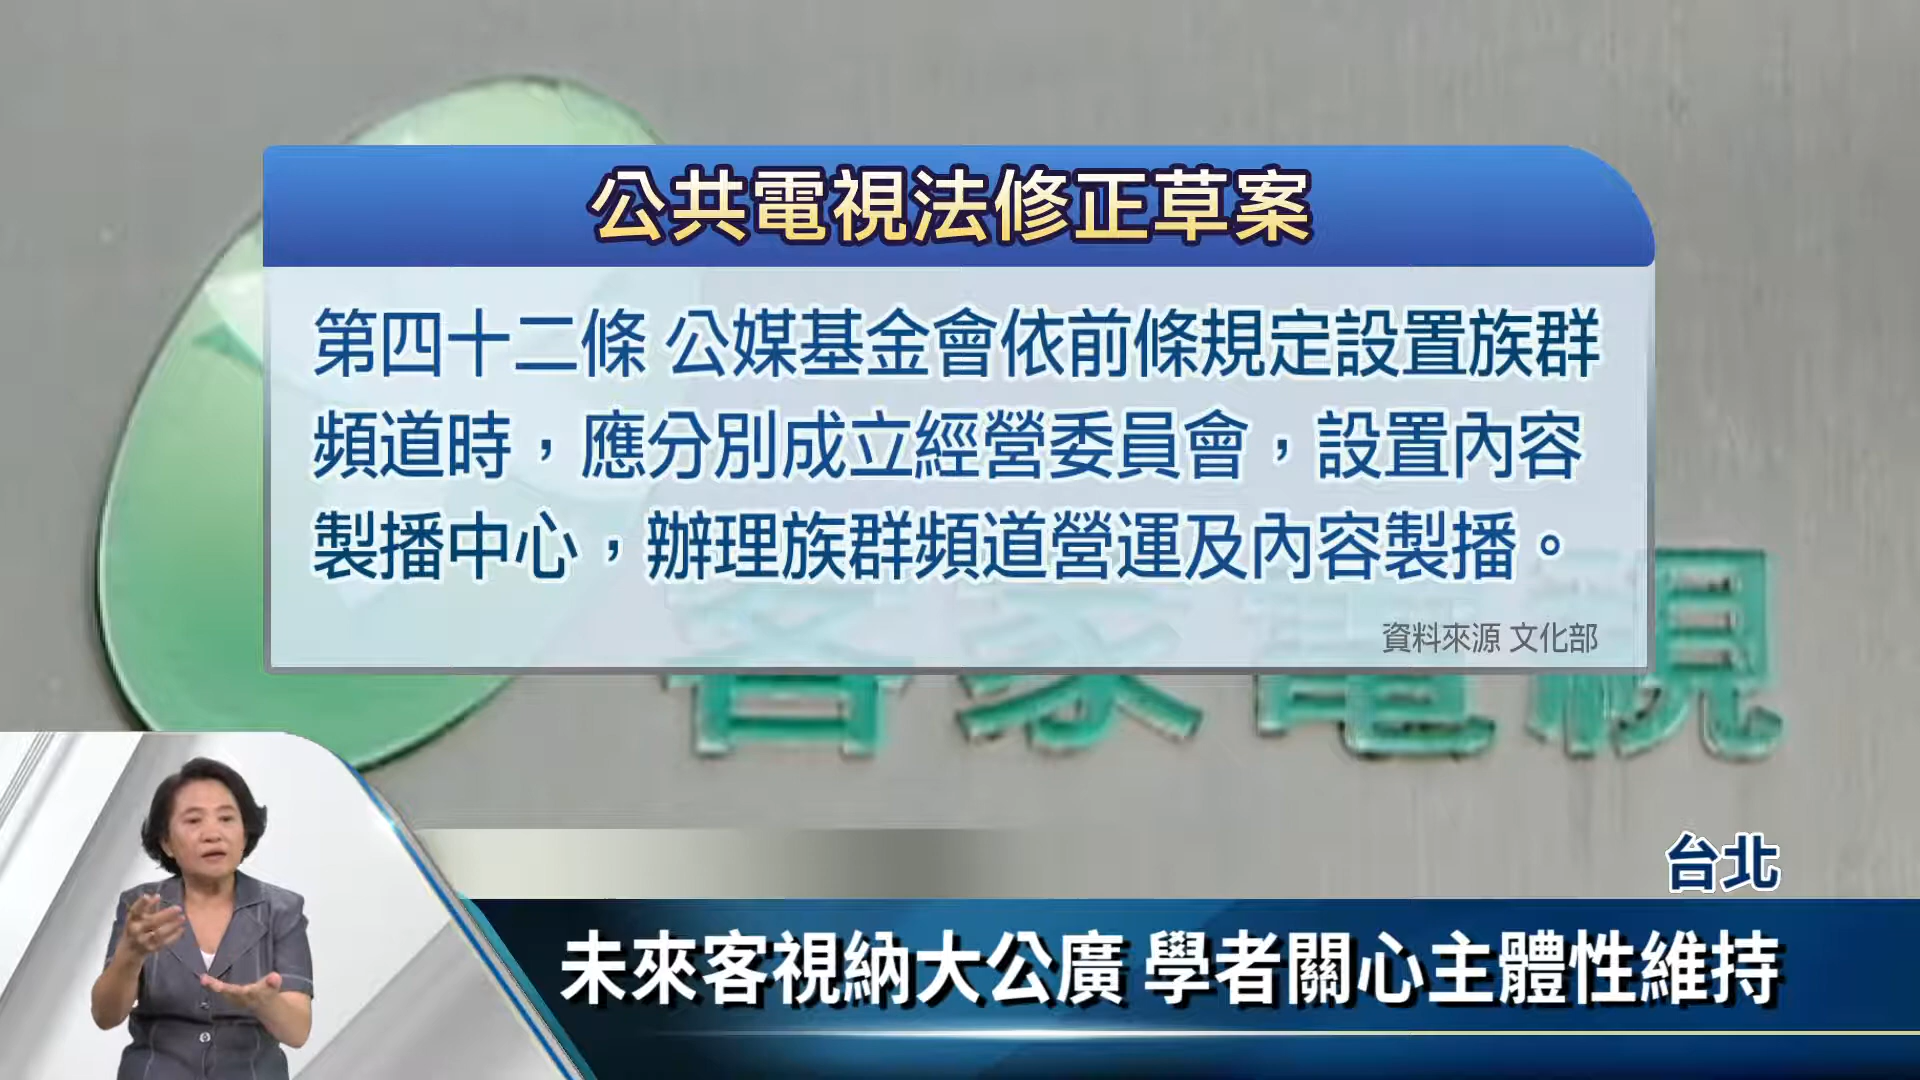 公共電視法修正草案
第四十二條 公媒基金會依前條規定設置族群
頻道時，應分別成立經營委員會，設置內容
製播中心，辦理族群頻道營運及內容製播。
資料來源 文化部
客家電視
台北
未來客視納大公廣 學者關心主體性維持